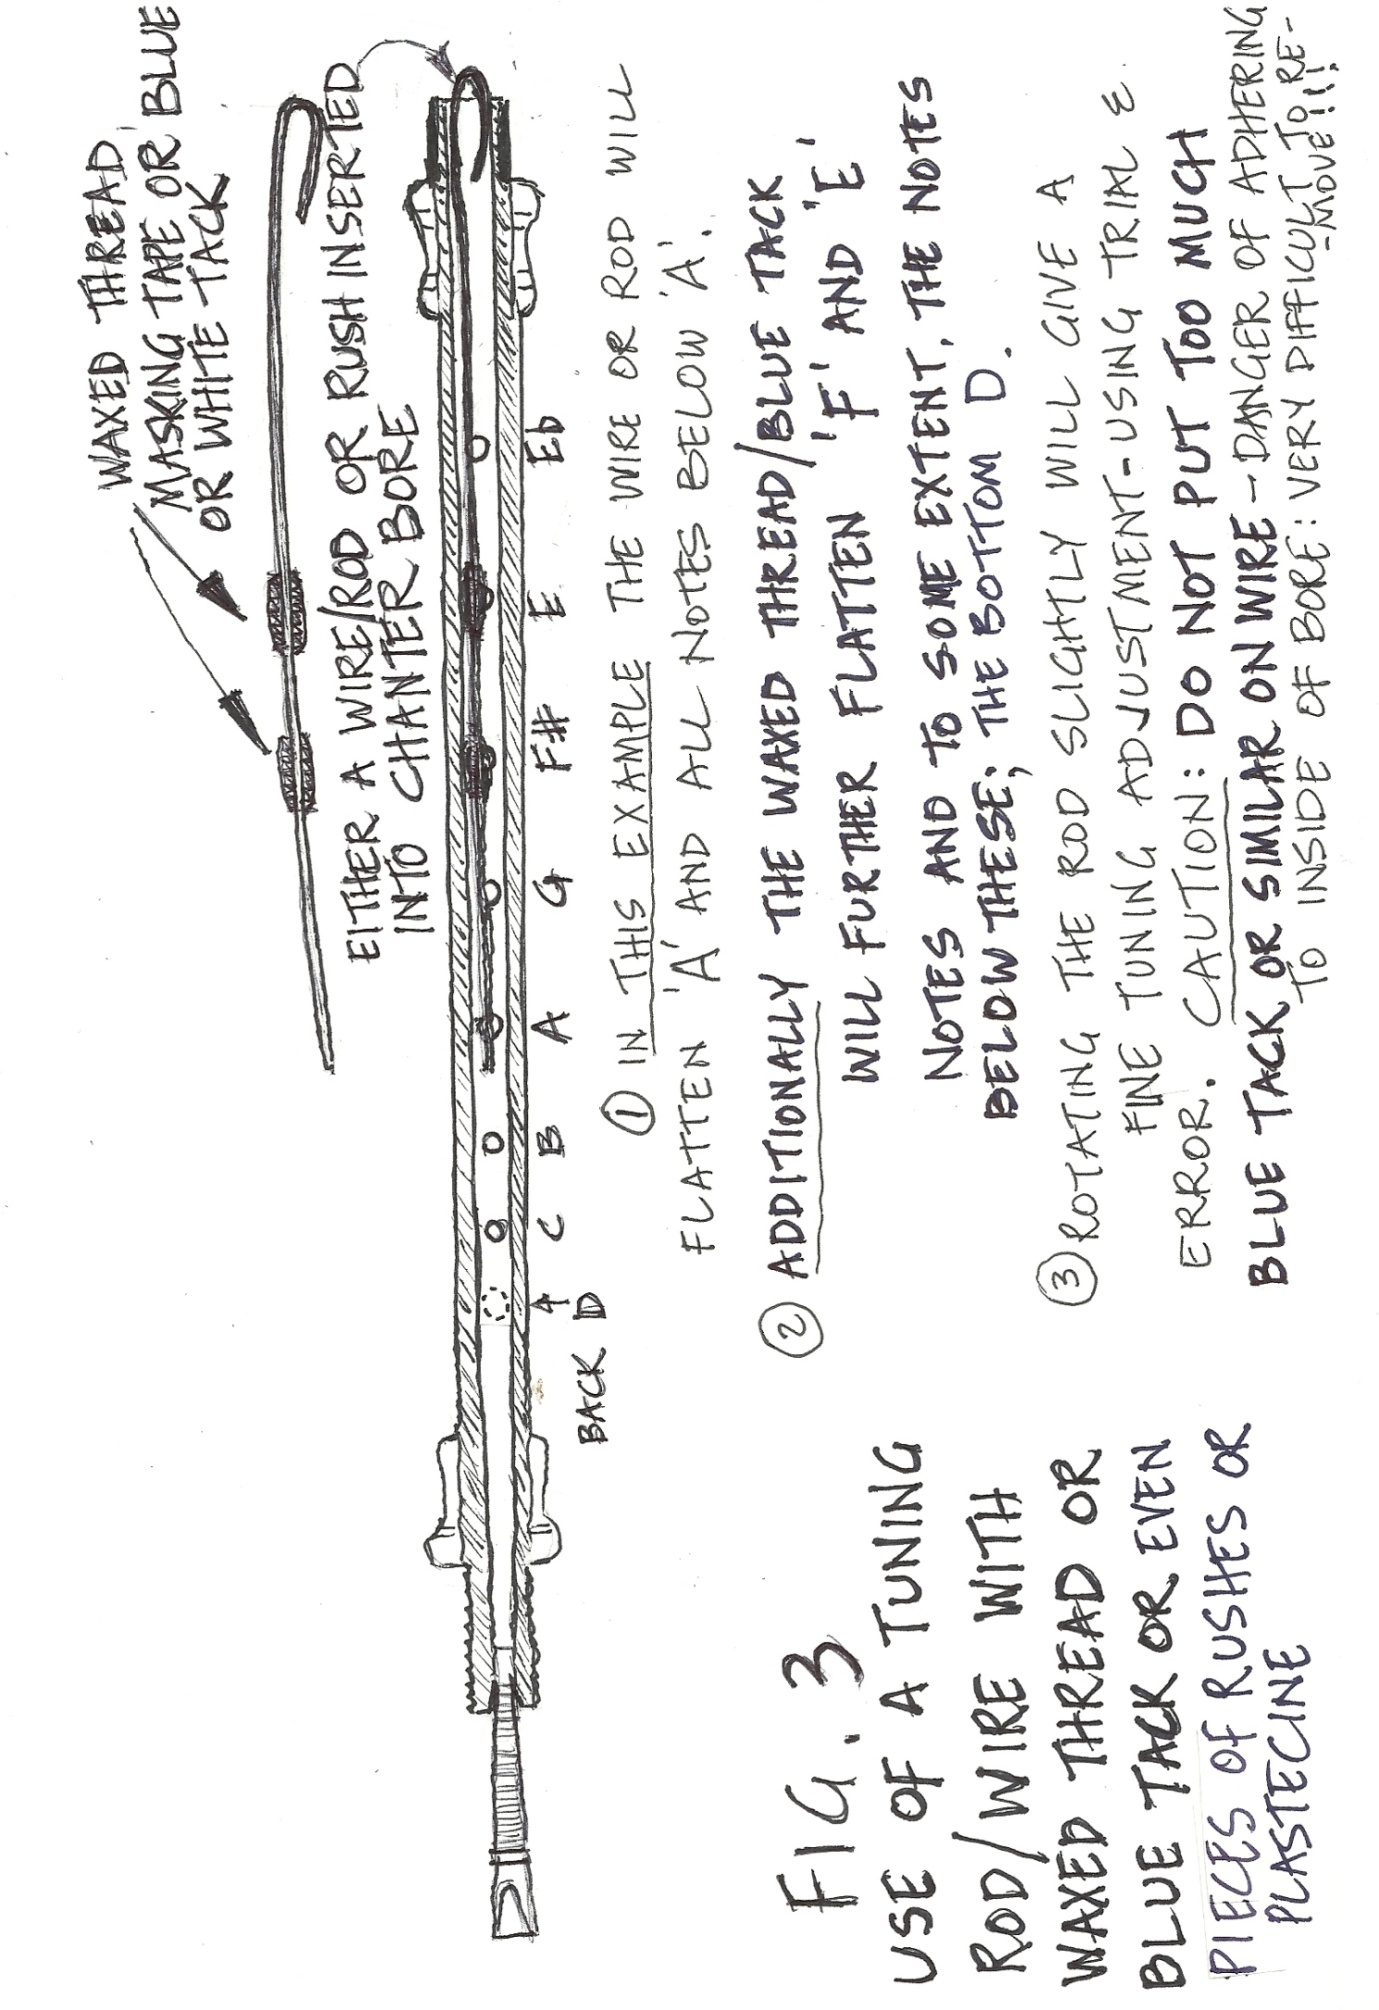 WAXED THREAD,
MASKING TAPE OR 'BLUE
OR WHITE TACK
EITHER A WIRE/ROD OR RUSH INSERTED
INTO CHANTER BORE
BACK D
C
B
A
G
F#
E
Eb
① IN THIS EXAMPLE THE WIRE OR ROD WILL
FLATTEN 'A' AND ALL NOTES BELOW 'A'.
② ADDITIONALLY THE WAXED THREAD/BLUE TACK
WILL FURTHER FLATTEN 'F' AND 'E'
NOTES AND TO SOME EXTENT, THE NOTES
BELOW THESE; THE BOTTOM D.
③ ROTATING THE ROD SLIGHTLY WILL GIVE A
FINE TUNING ADJUSTMENT-USING TRIAL &
ERROR. CAUTION: DO NOT PUT TOO MUCH
BLUE TACK OR SIMILAR ON WIRE - DANGER OF ADHERING
TO INSIDE OF BORE: VERY DIFFICULT TO RE-
-MOVE!!!
FIG. 3
USE OF A TUNING
ROD/WIRE WITH
WAXED THREAD OR
BLUE TACK OR EVEN
PIECES OF RUSHES OR
PLASTECINE